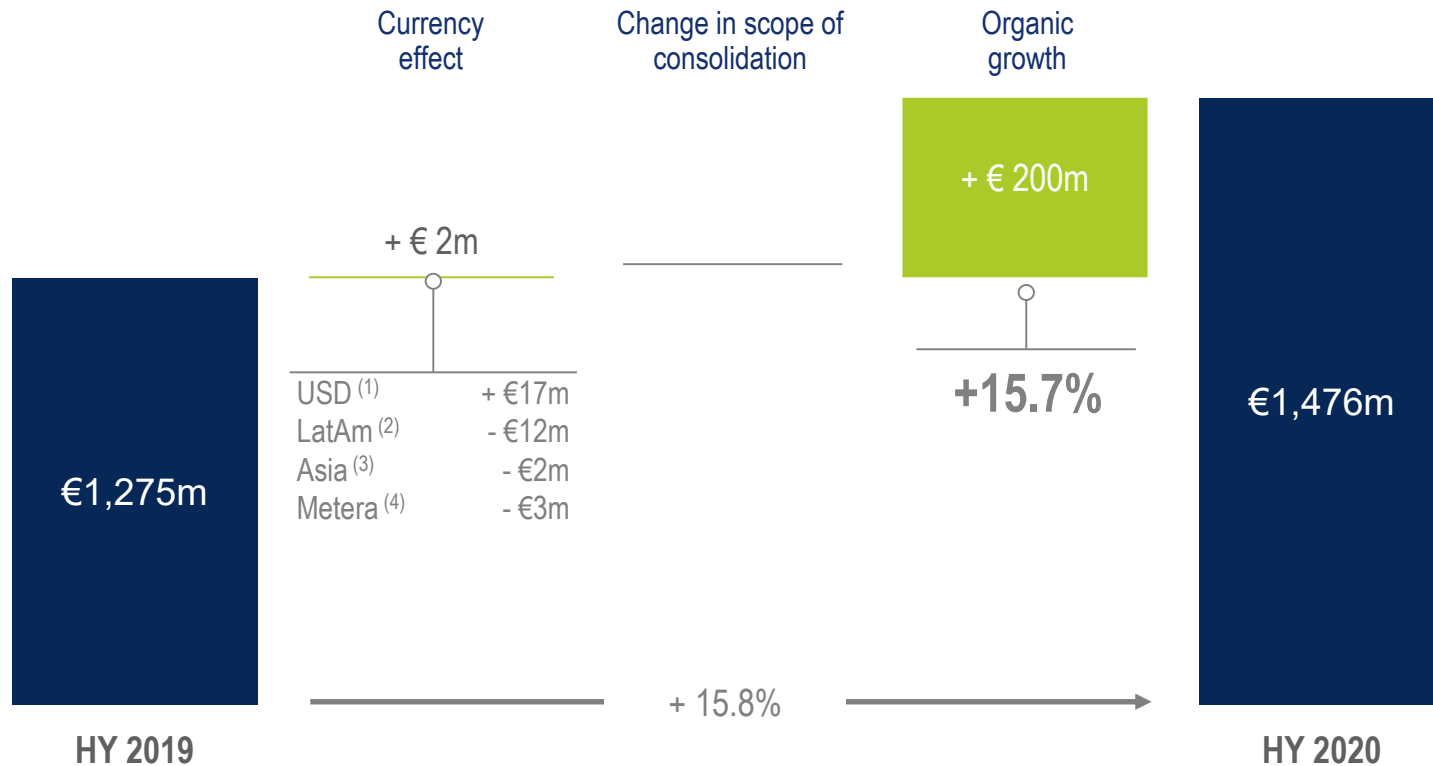 Currency
effect
Change in scope of
consolidation
Organic
growth
+ € 200m
+ € 2m
+15.7%
USD (1) + €17m
LatAm (2) - €12m
Asia (3) - €2m
Metera (4) - €3m
€1,275m
€1,476m
+ 15.8%
HY 2019
HY 2020